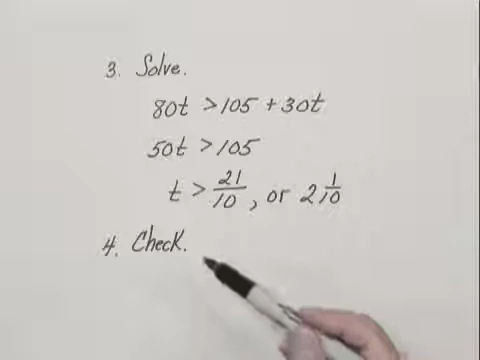 3. Solve.
80t > 105 + 30t
50t > 105
t > 21/10, or 2 1/10
4. Check.